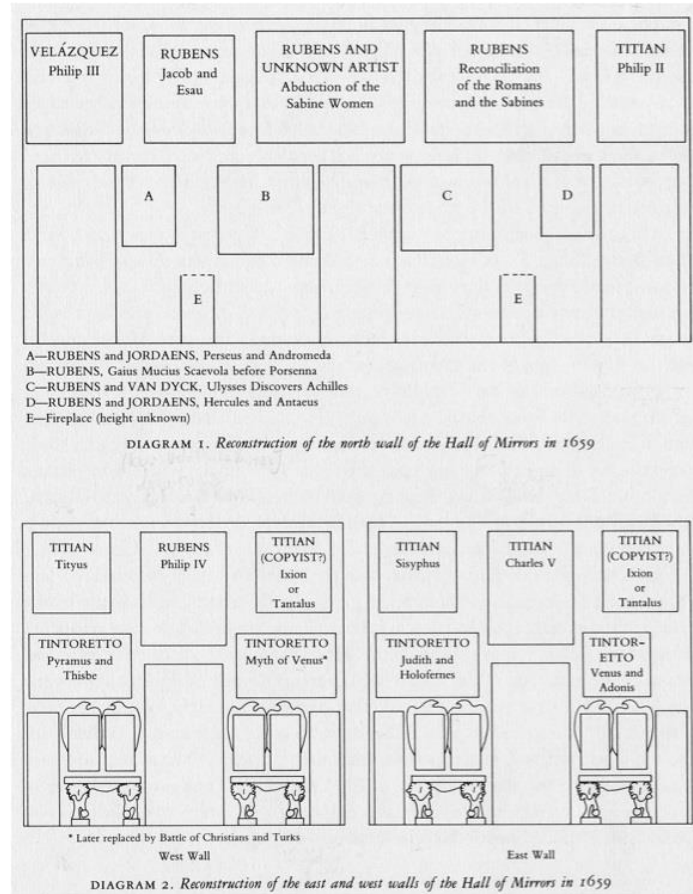 VELÁZQUEZ
Philip III
RUBENS
Jacob and
Esau
RUBENS AND
UNKNOWN ARTIST
Abduction of the
Sabine Women
RUBENS
Reconciliation
of the Romans
and the Sabines
TITIAN
Philip II
A
B
C
D
E
E
A—RUBENS and JORDAENS, Perseus and Andromeda
B—RUBENS, Gaius Mucius Scaevola before Porsenna
C—RUBENS and VAN DYCK, Ulysses Discovers Achilles
D—RUBENS and JORDAENS, Hercules and Antaeus
E—Fireplace (height unknown)
DIAGRAM 1. Reconstruction of the north wall of the Hall of Mirrors in 1659
TITIAN
Tityus
RUBENS
Philip IV
TITIAN
(COPYIST?)
Ixion
or
Tantalus
TINTORETTO
Pyramus and
Thisbe
TINTORETTO
Myth of Venus*
TITIAN
Sisyphus
TITIAN
Charles V
TITIAN
(COPYIST?)
Ixion
or
Tantalus
TINTORETTO
Judith and
Holofernes
TINTOR-
ETTO
Venus and
Adonis
* Later replaced by Battle of Christians and Turks
West Wall
East Wall
DIAGRAM 2. Reconstruction of the east and west walls of the Hall of Mirrors in 1659